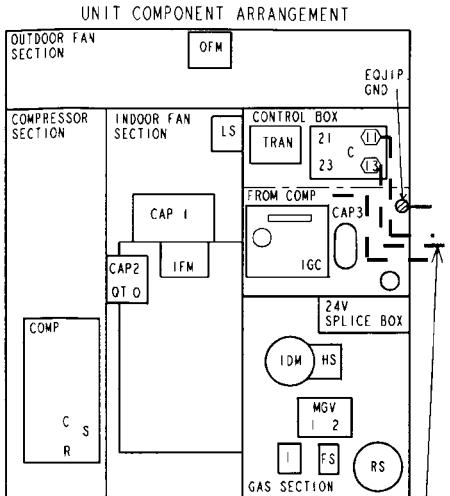 UNIT COMPONENT ARRANGEMENT
OUTDOOR FAN
SECTION
OFM
EQUIP
GND
COMPRESSOR
SECTION
INDOOR FAN
SECTION
LS
CONTROL BOX
TRAN
21
11
C
23
13
FROM COMP
CAP 1
CAP3
IGC
CAP2
QT O
IFM
24V
SPLICE BOX
COMP
C
S
R
IDM
HS
MGV
1 2
I
FS
RS
GAS SECTION